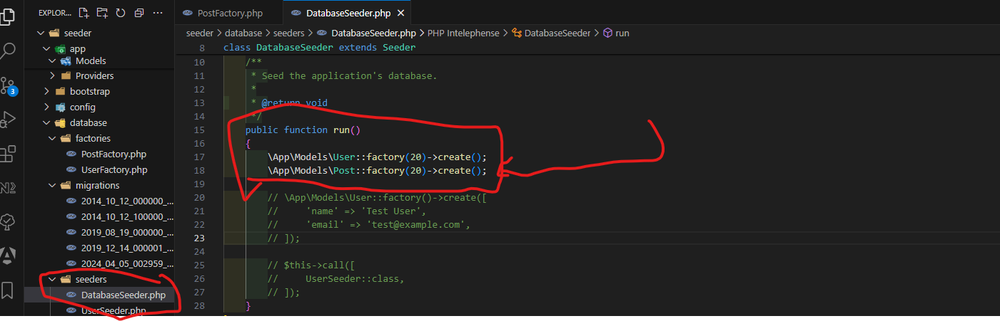 EXPLOR... ...
PostFactory.php
DatabaseSeeder.php
seeder
app
Models
Providers
bootstrap
config
database
factories
PostFactory.php
UserFactory.php
migrations
2014_10_12_000000_...
2014_10_12_100000_...
2019_08_19_000000_...
2019_12_14_000001_...
2024_04_05_002959_...
seeders
DatabaseSeeder.php
UserSeeder.php
3
seeder > database > seeders > DatabaseSeeder.php > PHP Intelephense > DatabaseSeeder > run
8 class DatabaseSeeder extends Seeder
10 /**
11 * Seed the application's database.
12 *
13 * @return void
14 */
15 public function run()
16 {
17 \App\Models\User::factory(20)->create();
18 \App\Models\Post::factory(20)->create();
19
20 // \App\Models\User::factory()->create([
21 // 'name' => 'Test User',
22 // 'email' => 'test@example.com',
23 // ]);
24
25 // $this->call([
26 // UserSeeder::class,
27 // ]);
28 }